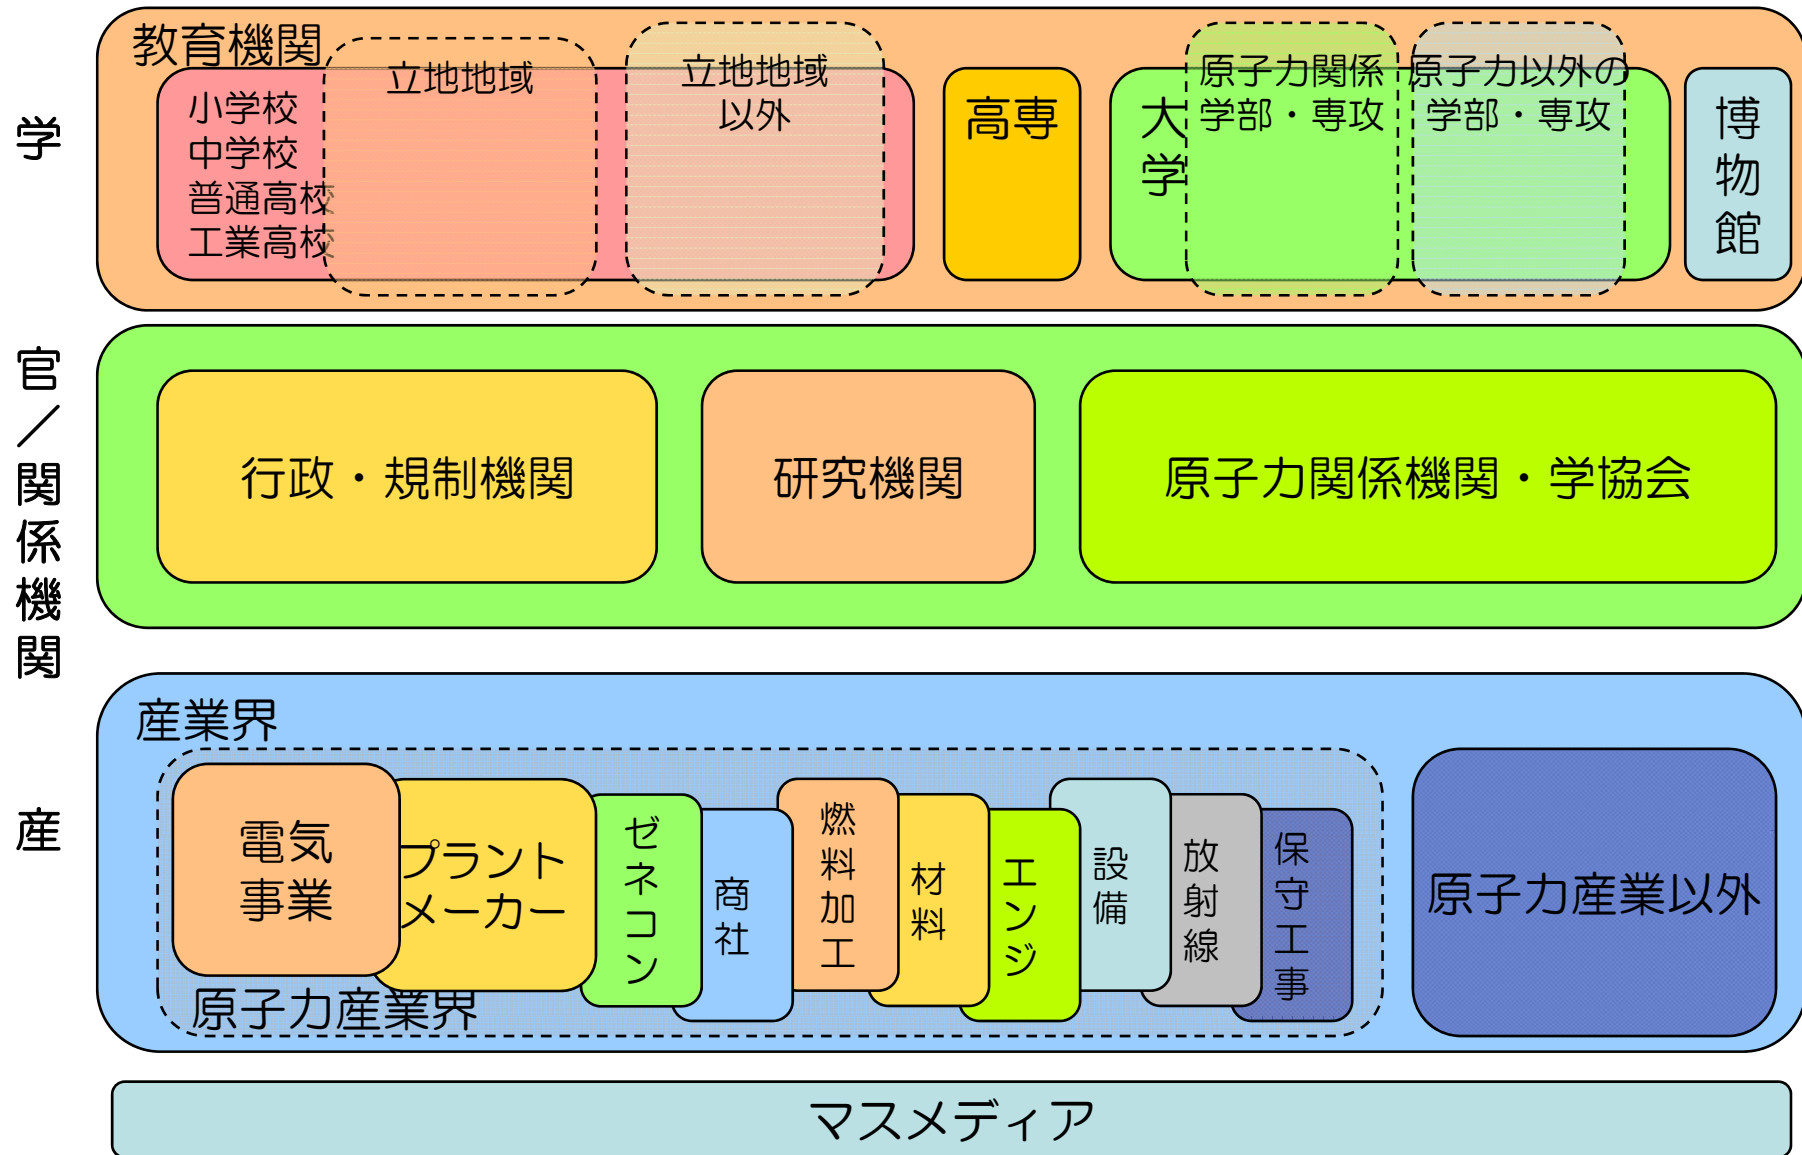 学
教育機関
小学校
中学校
普通高校
工業高校
立地地域
立地地域
以外
高専
大学
原子力関係
学部・専攻
原子力以外の
学部・専攻
博物館
官／関係機関
行政・規制機関
研究機関
原子力関係機関・学協会
産
産業界
電気
事業
プラント
メーカー
ゼネコン
商社
燃料加工
材料
エンジ
設備
放射線
保守工事
原子力産業界
原子力産業以外
マスメディア